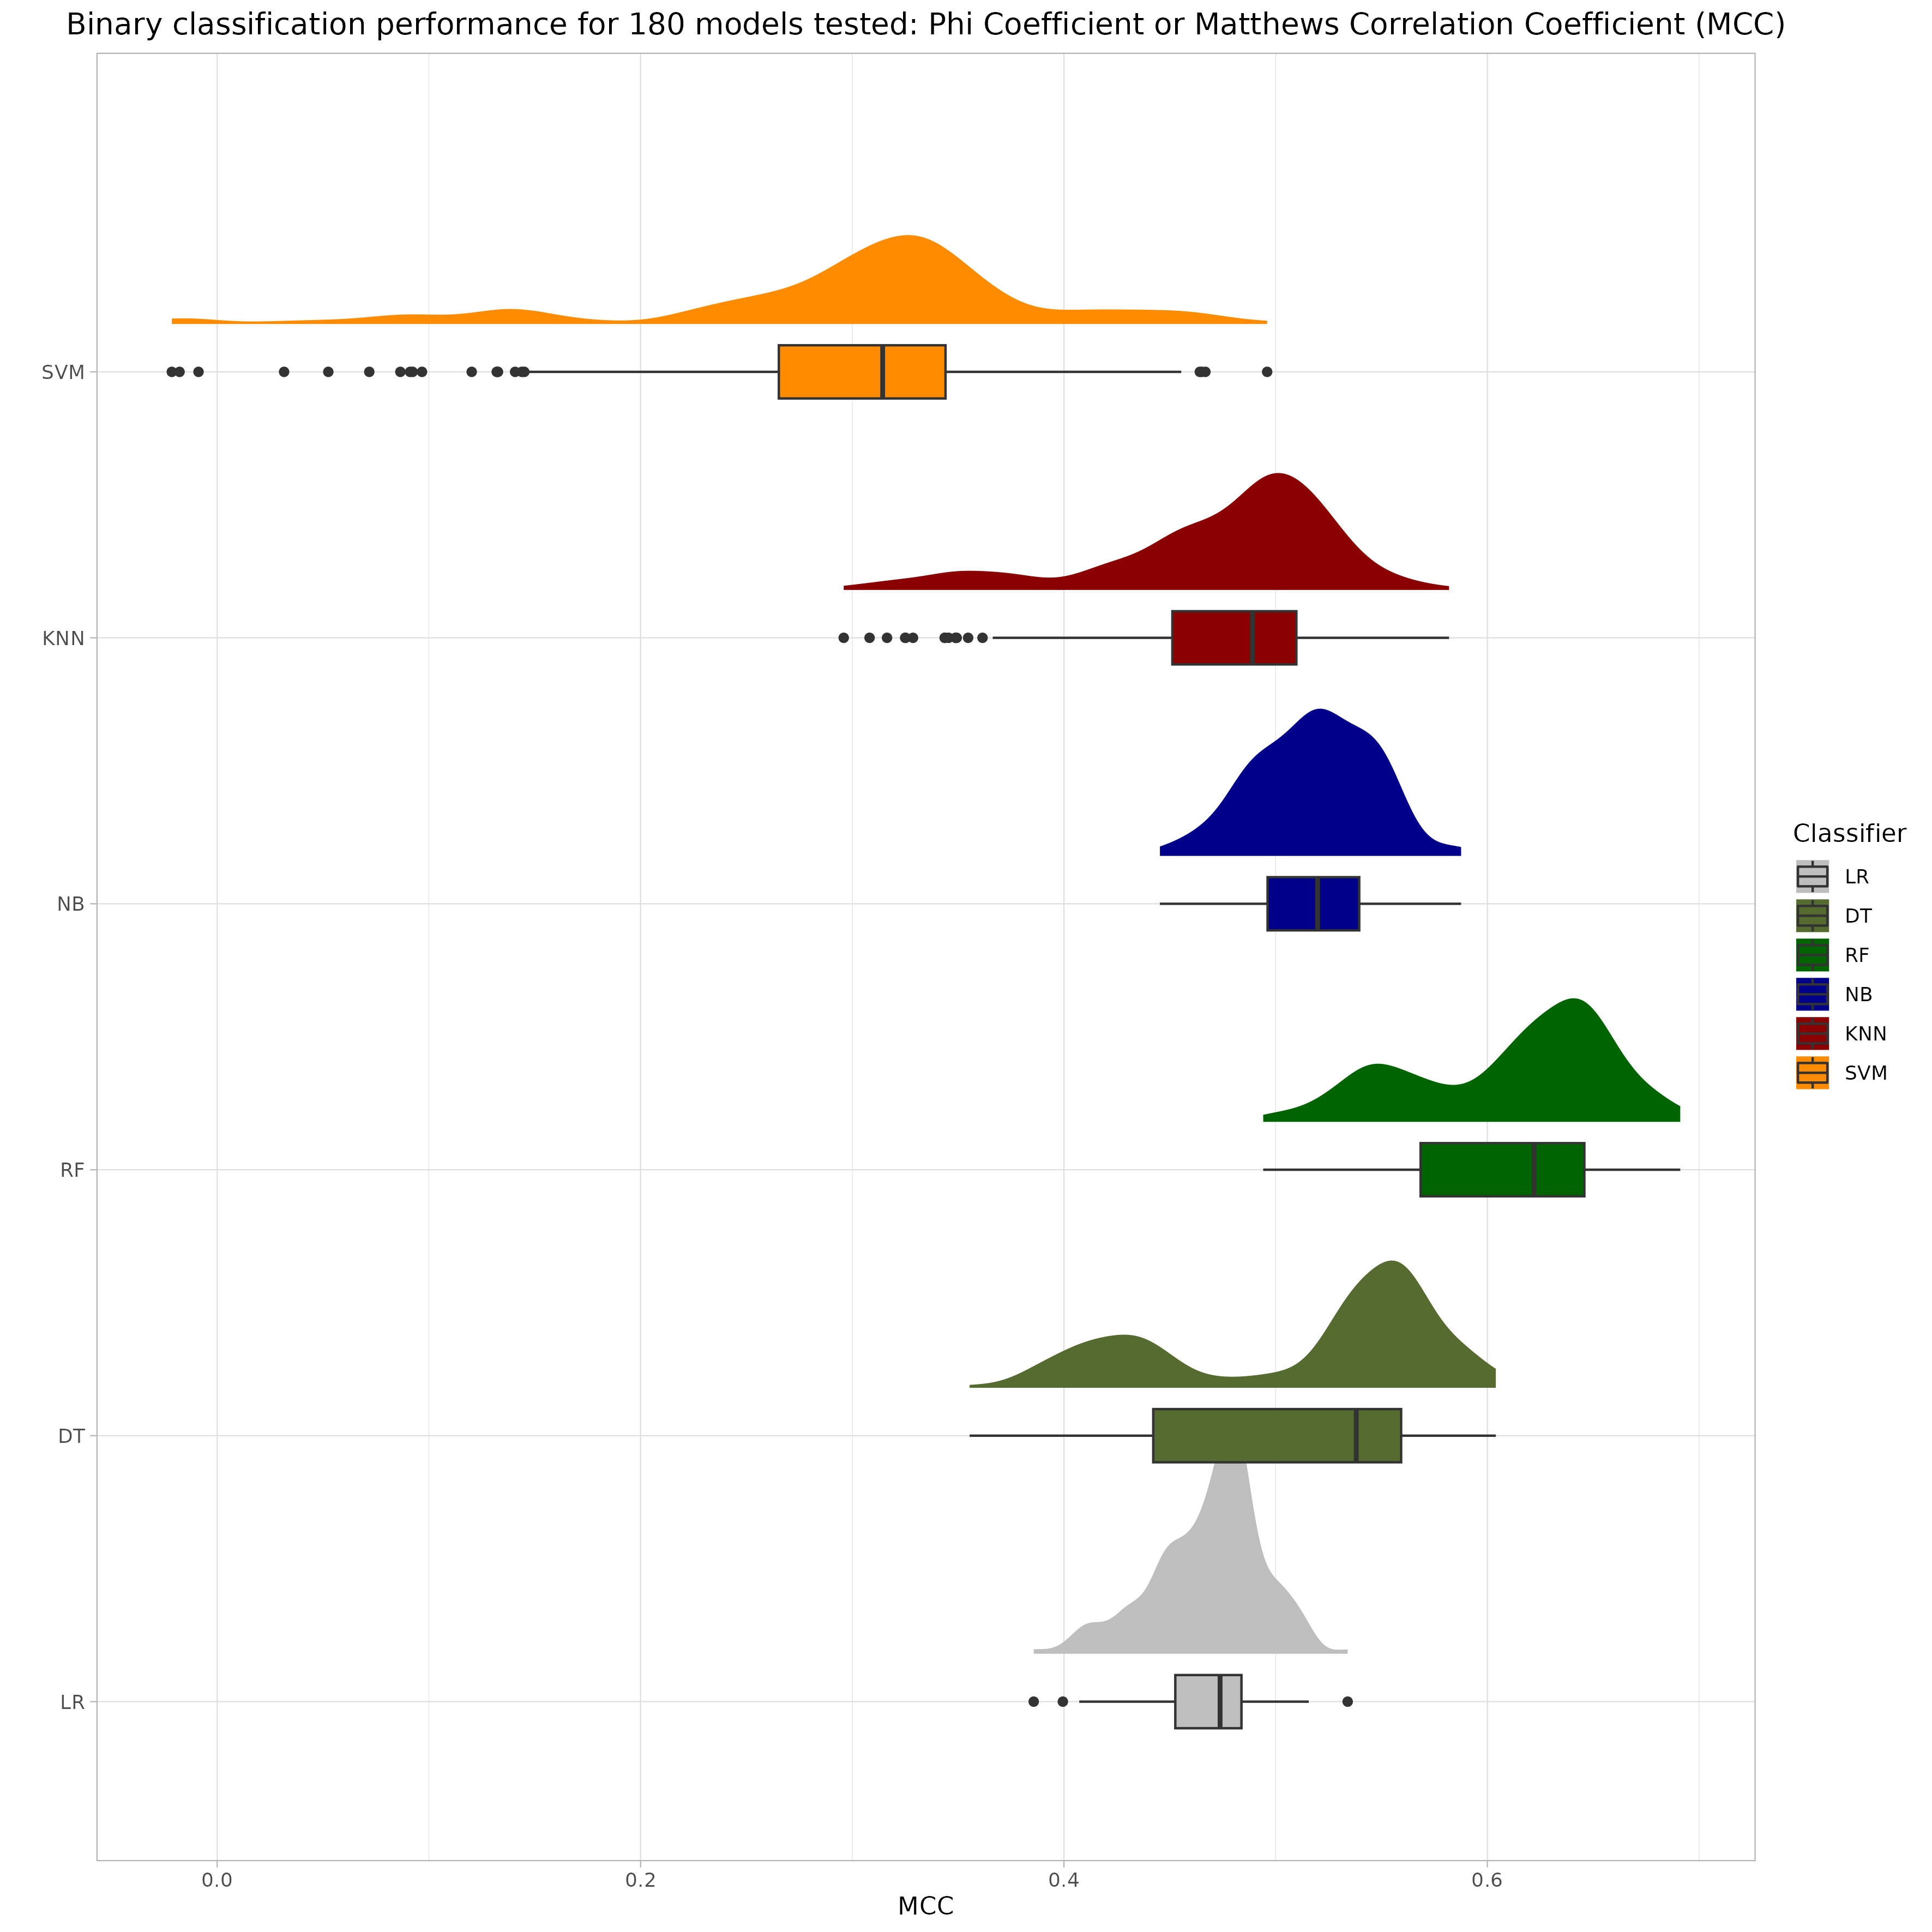 Binary classification performance for 180 models tested: Phi Coefficient or Matthews Correlation Coefficient (MCC)
SVM
KNN
NB
RF
DT
LR
0.0 0.2 0.4 0.6
MCC
Classifier
LR
DT
RF
NB
KNN
SVM